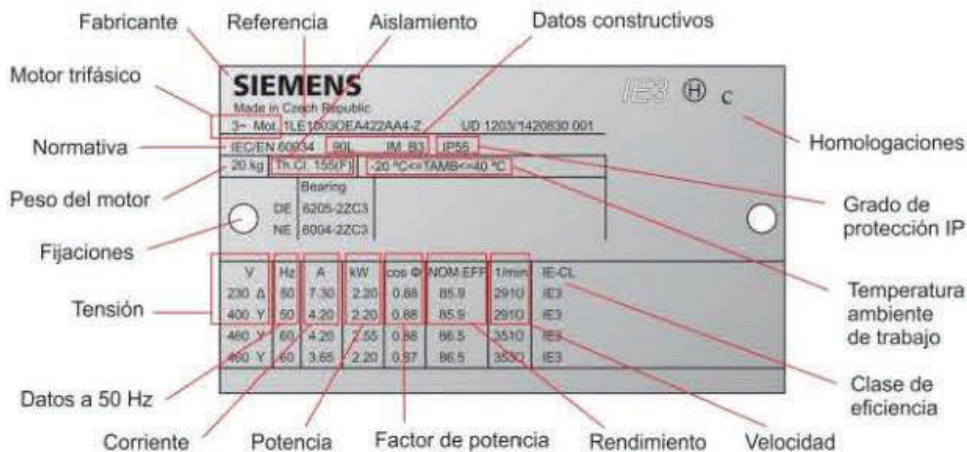 Fabricante
Referencia
Aislamiento
Datos constructivos
Motor trifásico
SIEMENS
Made in Czech Republic
IE3 H C
3~ Mot. 1LE10030EA422AA4-Z UD 1203/1420830 001
Homologaciones
Normativa
IEC/EN 60034 90L IM B3 IP55
20 kg Th.Cl. 155(F) -20 ºC<=TAMB<=40 ºC
Peso del motor
Bearing
DE 6205-2ZC3
NE 6004-2ZC3
Grado de
protección IP
Fijaciones
V Hz A kW cos Φ NOM.EFF 1/min IE-CL
230 Δ 50 7.30 2.20 0.88 85.9 2910 IE3
400 Y 50 4.20 2.20 0.88 85.9 2910 IE3
460 Y 60 4.20 2.55 0.88 86.5 3510 IE3
460 Y 60 3.65 2.20 0.87 86.5 3530 IE3
Tensión
Temperatura
ambiente
de trabajo
Datos a 50 Hz
Clase de
eficiencia
Corriente
Potencia
Factor de potencia
Rendimiento
Velocidad